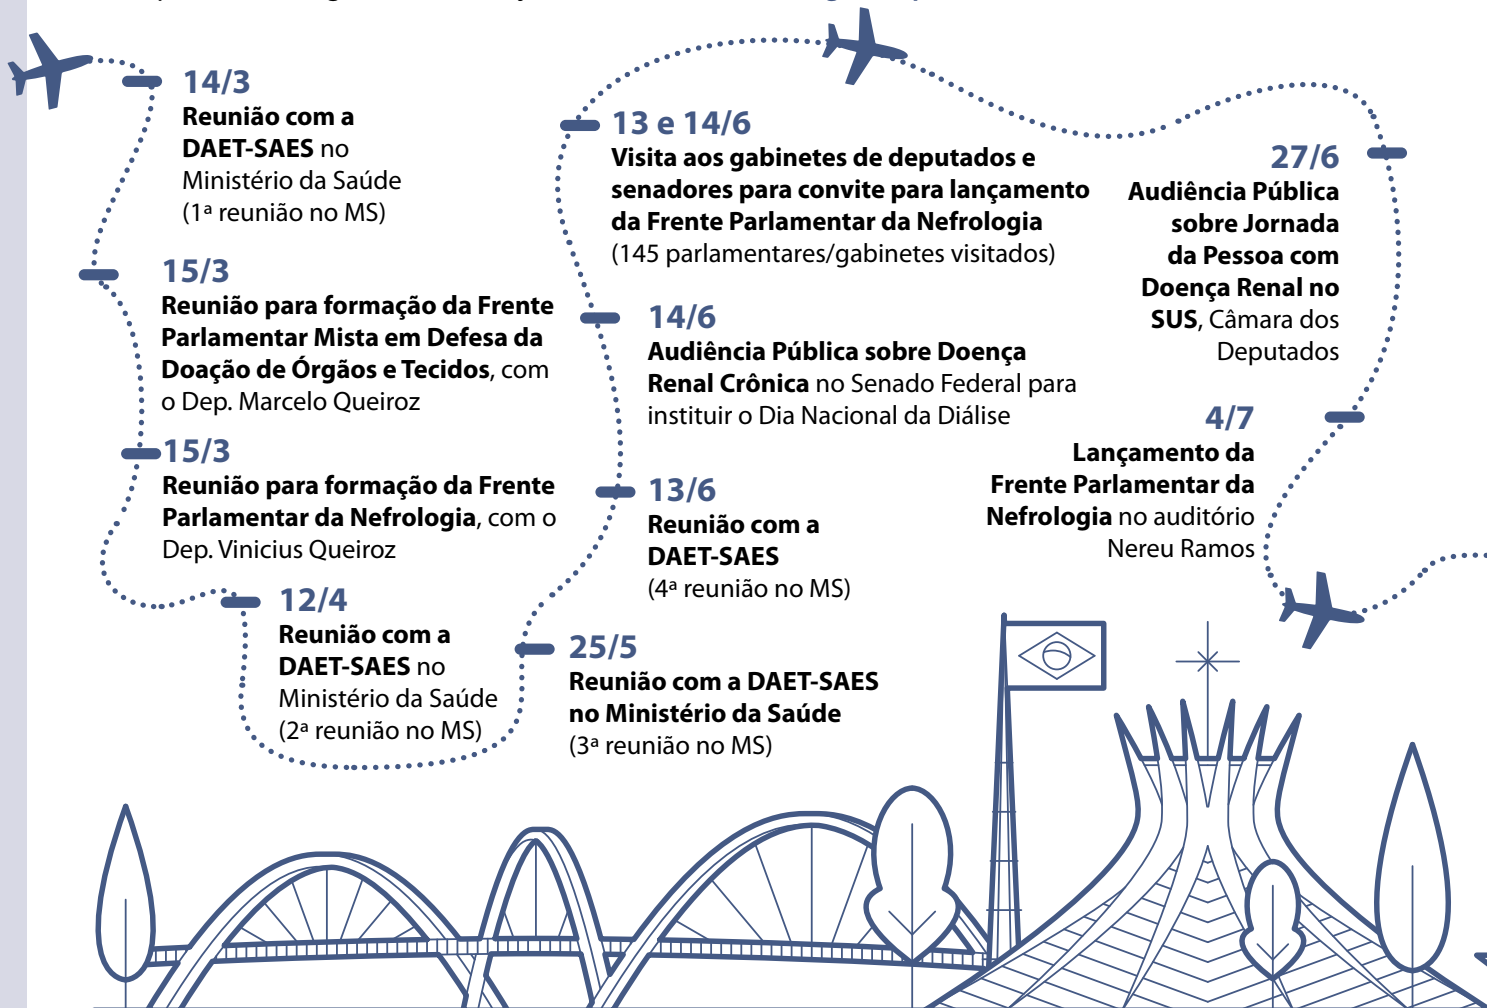 14/3
Reunião com a
DAET-SAES no
Ministério da Saúde
(1ª reunião no MS)
15/3
Reunião para formação da Frente
Parlamentar Mista em Defesa da
Doação de Órgãos e Tecidos, com
o Dep. Marcelo Queiroz
15/3
Reunião para formação da Frente
Parlamentar da Nefrologia, com o
Dep. Vinicius Queiroz
12/4
Reunião com a
DAET-SAES no
Ministério da Saúde
(2ª reunião no MS)
25/5
Reunião com a DAET-SAES
no Ministério da Saúde
(3ª reunião no MS)
13/6
Reunião com a
DAET-SAES
(4ª reunião no MS)
14/6
Audiência Pública sobre Doença
Renal Crônica no Senado Federal para
instituir o Dia Nacional da Diálise
13 e 14/6
Visita aos gabinetes de deputados e
senadores para convite para lançamento
da Frente Parlamentar da Nefrologia
(145 parlamentares/gabinetes visitados)
27/6
Audiência Pública
sobre Jornada
da Pessoa com
Doença Renal no
SUS, Câmara dos
Deputados
4/7
Lançamento da
Frente Parlamentar da
Nefrologia no auditório
Nereu Ramos